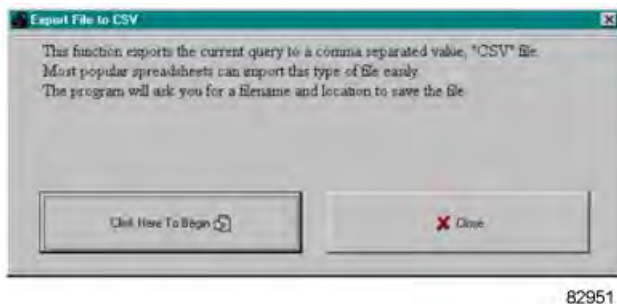 Export File to CSV
This function exports the current query to a comma separated value, "CSV" file.
Most popular spreadsheets can import this type of file easily.
The program will ask you for a filename and location to save the file.
Click Here To Begin
Close
82951